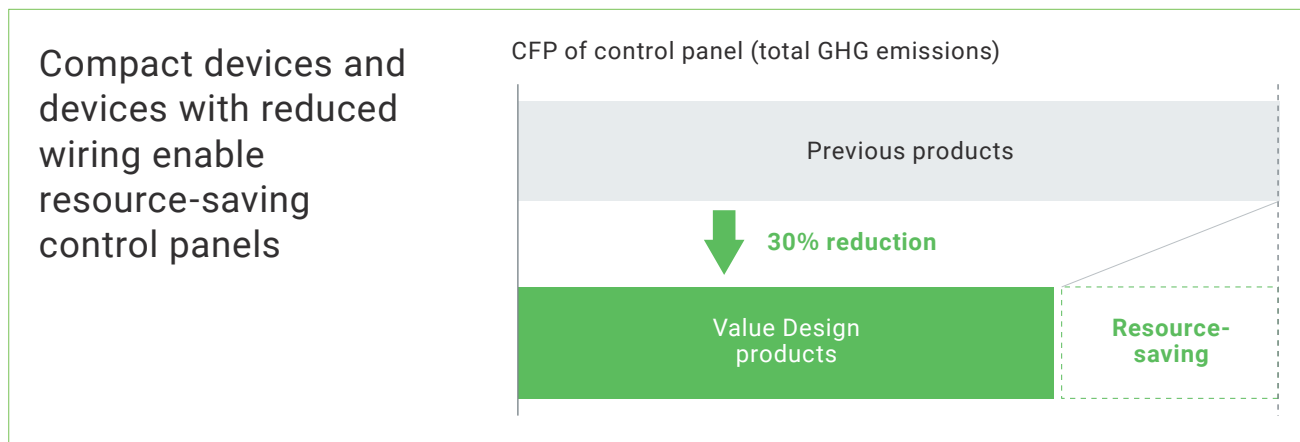 Compact devices and
devices with reduced
wiring enable
resource-saving
control panels
CFP of control panel (total GHG emissions)
Previous products
30% reduction
Value Design
products
Resource-
saving